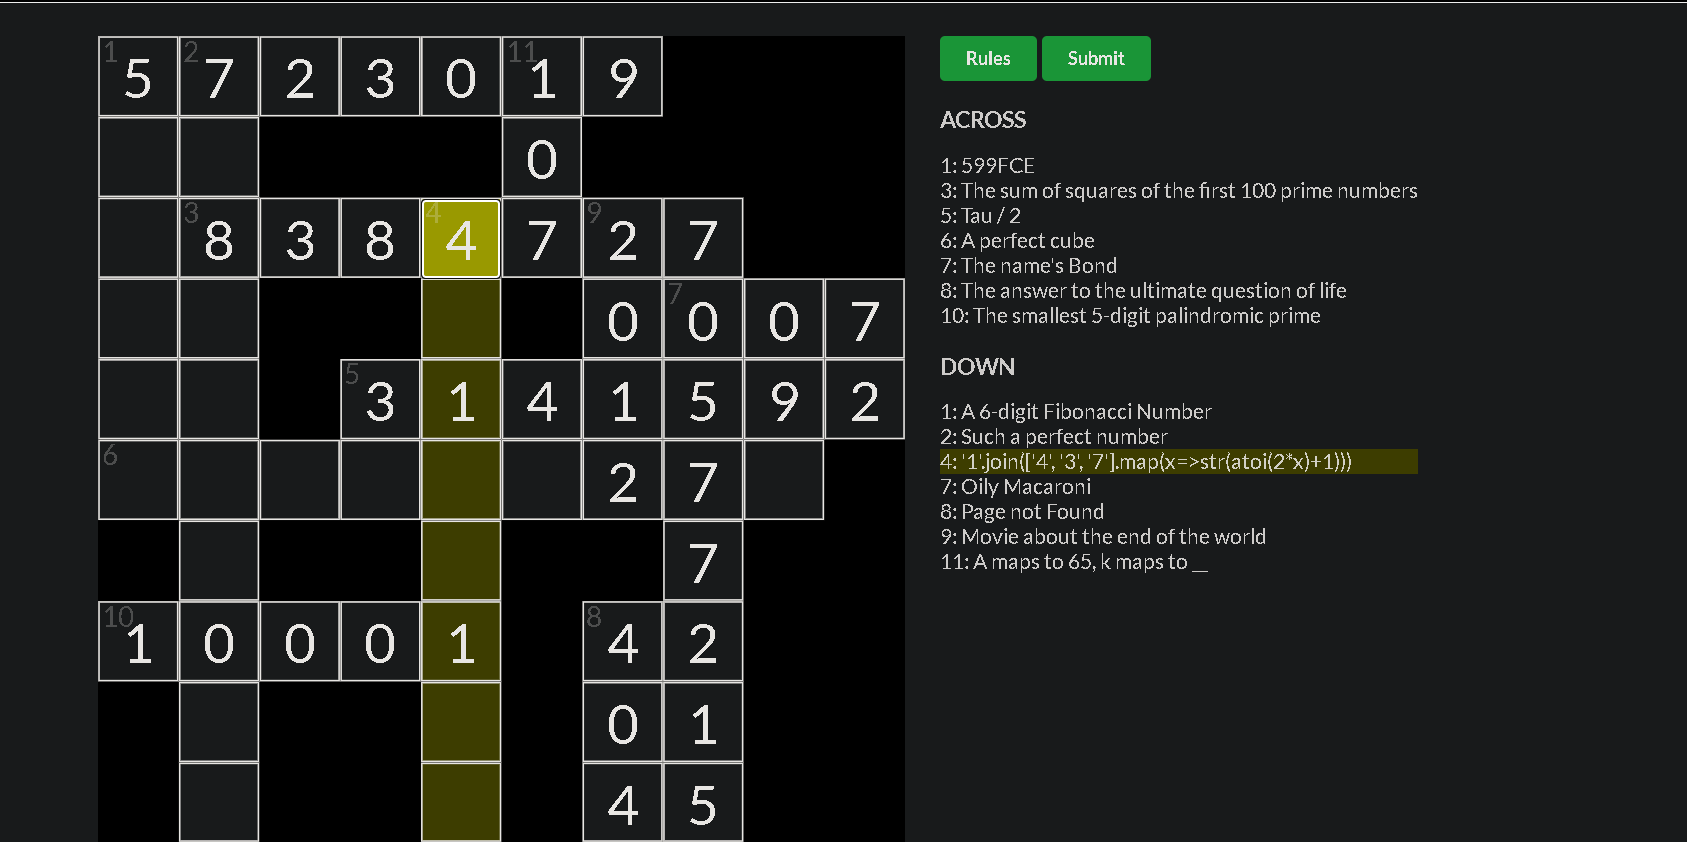 1 5 2 7 2 3 0 11 1 9
0
3 8 3 8 4 4 7 9 2 7
0 7 0 0 7
5 3 1 4 1 5 9 2
6 2 7
7
10 1 0 0 0 1 8 4 2
0 1
4 5
Rules Submit
ACROSS
1: 599FCE
3: The sum of squares of the first 100 prime numbers
5: Tau / 2
6: A perfect cube
7: The name's Bond
8: The answer to the ultimate question of life
10: The smallest 5-digit palindromic prime
DOWN
1: A 6-digit Fibonacci Number
2: Such a perfect number
4: '1'.join(['4', '3', '7'].map(x=>str(atoi(2*x)+1)))
7: Oily Macaroni
8: Page not Found
9: Movie about the end of the world
11: A maps to 65, k maps to __